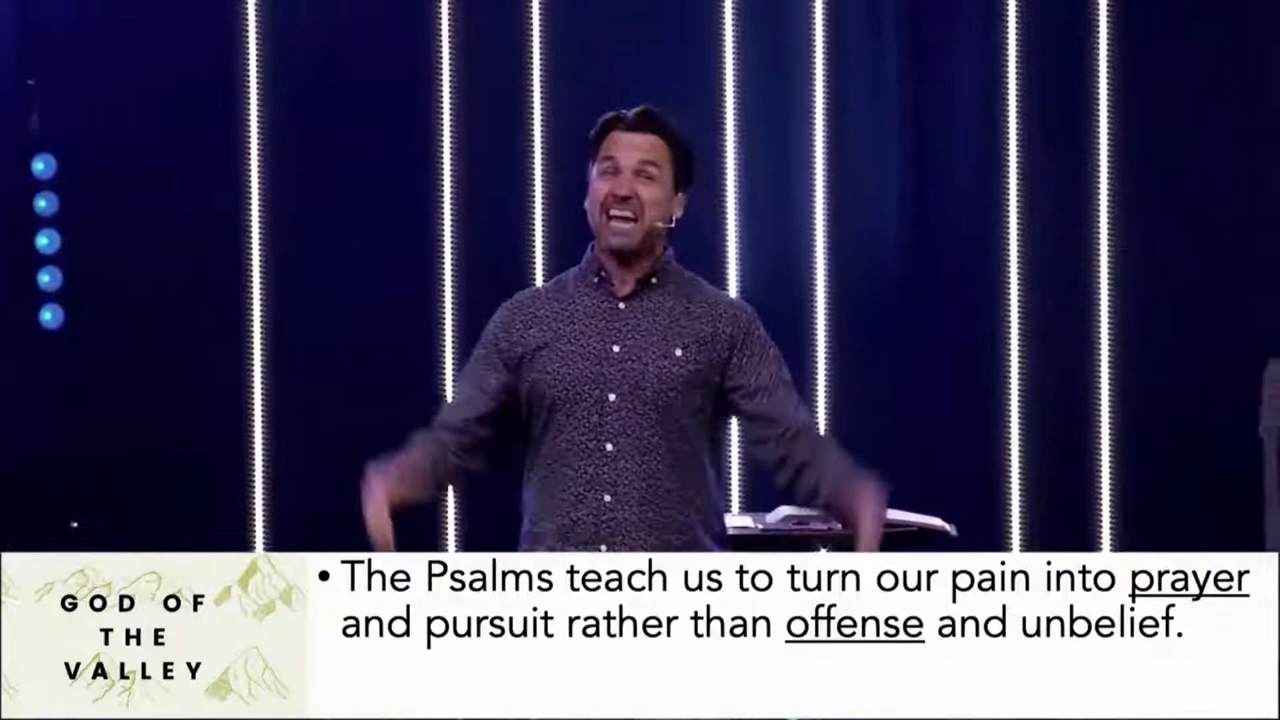 GOD OF
THE
VALLEY
• The Psalms teach us to turn our pain into prayer
and pursuit rather than offense and unbelief.